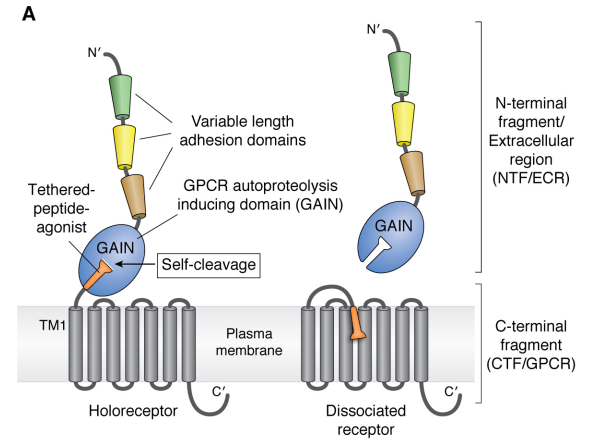 A
N′
Variable length
adhesion domains
Tethered-
peptide-
agonist
GPCR autoproteolysis
inducing domain (GAIN)
GAIN
Self-cleavage
TM1
Plasma
membrane
C′
Holoreceptor
N′
GAIN
C′
Dissociated
receptor
N-terminal
fragment/
Extracellular
region
(NTF/ECR)
C-terminal
fragment
(CTF/GPCR)